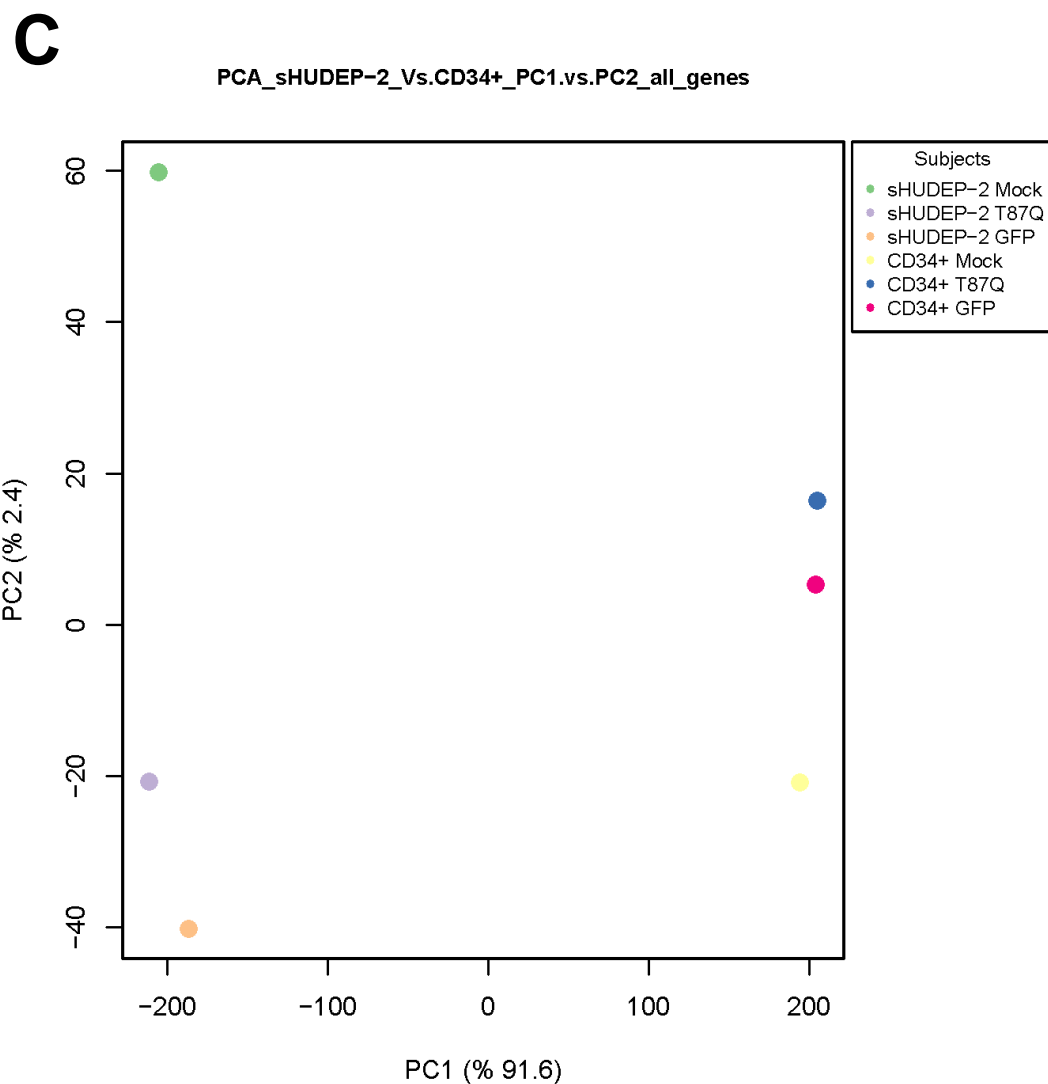 C
PCA_sHUDEP−2_Vs.CD34+_PC1.vs.PC2_all_genes
Subjects
sHUDEP−2 Mock
sHUDEP−2 T87Q
sHUDEP−2 GFP
CD34+ Mock
CD34+ T87Q
CD34+ GFP
60
40
20
0
−20
−40
PC2 (% 2.4)
−200
−100
0
100
200
PC1 (% 91.6)